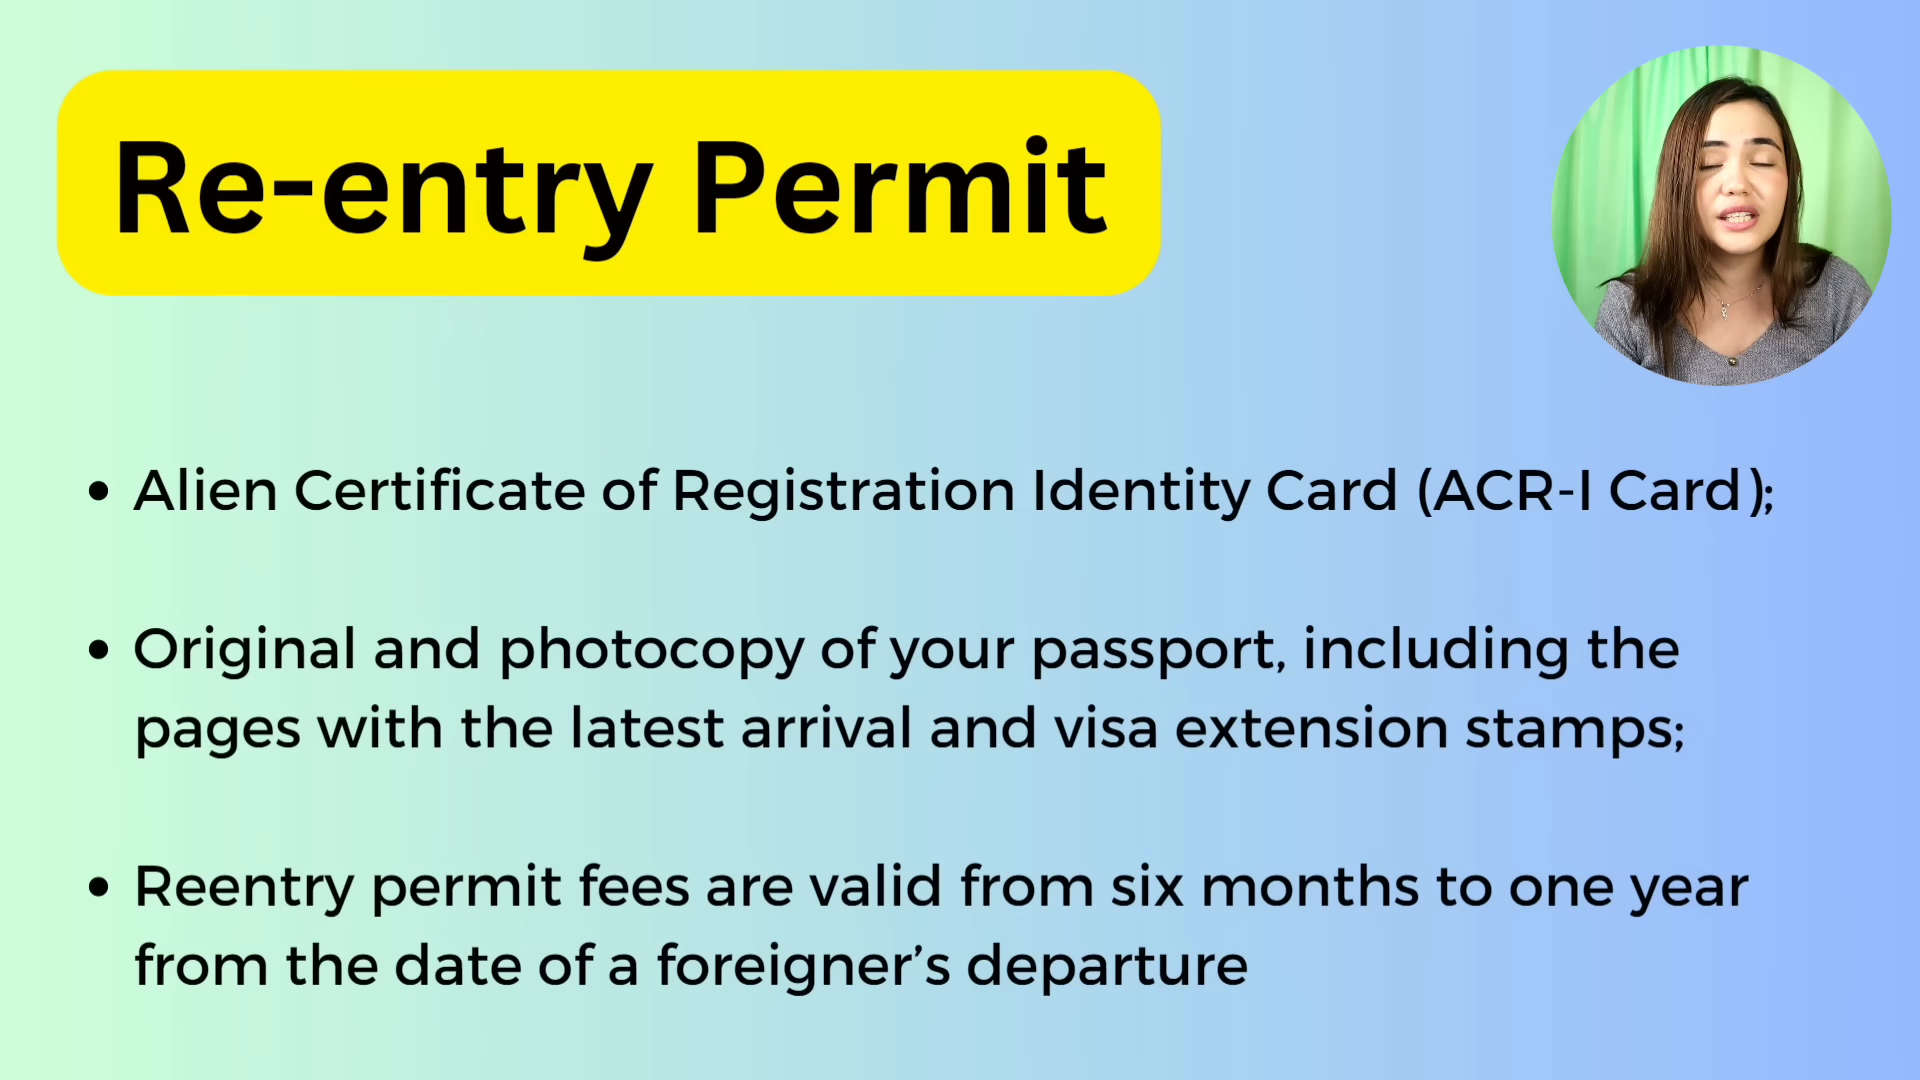 Re-entry Permit
• Alien Certificate of Registration Identity Card (ACR-I Card);
• Original and photocopy of your passport, including the
pages with the latest arrival and visa extension stamps;
• Reentry permit fees are valid from six months to one year
from the date of a foreigner’s departure